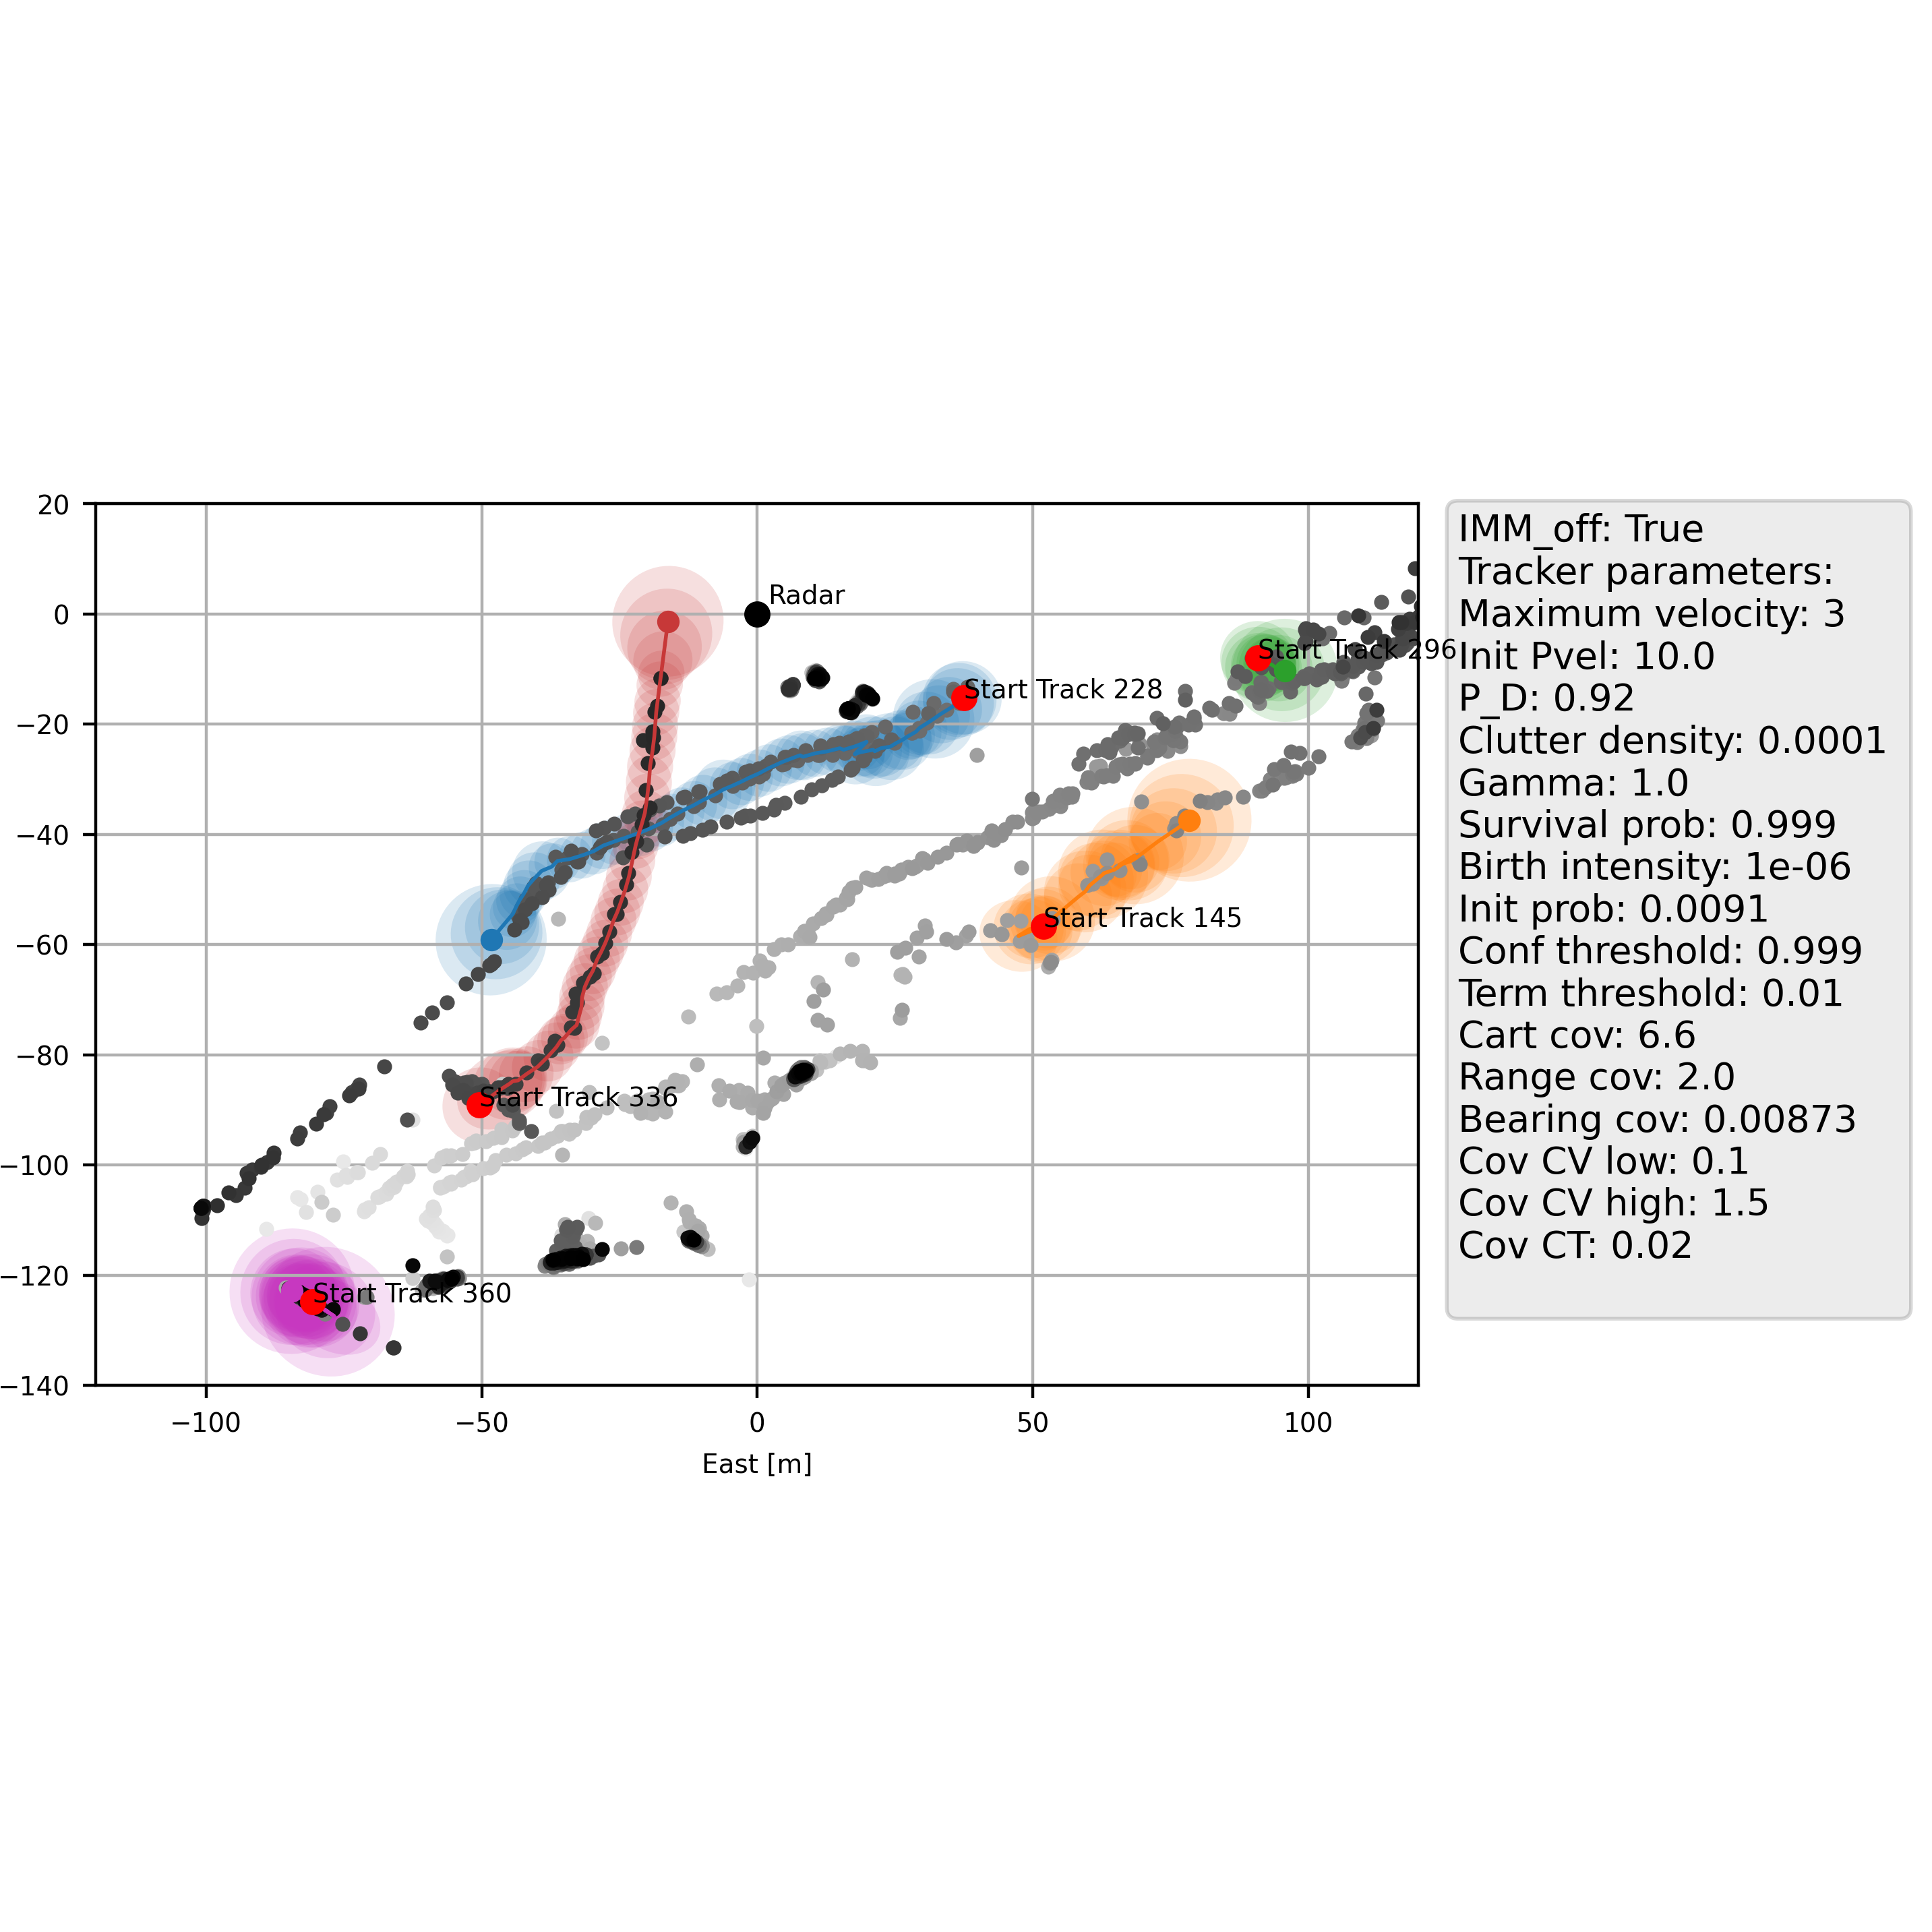 20
0
−20
−40
−60
−80
−100
−120
−140
−100
−50
0
50
100
East [m]
Radar
Start Track 296
Start Track 228
Start Track 145
Start Track 336
Start Track 360
IMM_off: True
Tracker parameters:
Maximum velocity: 3
Init Pvel: 10.0
P_D: 0.92
Clutter density: 0.0001
Gamma: 1.0
Survival prob: 0.999
Birth intensity: 1e-06
Init prob: 0.0091
Conf threshold: 0.999
Term threshold: 0.01
Cart cov: 6.6
Range cov: 2.0
Bearing cov: 0.00873
Cov CV low: 0.1
Cov CV high: 1.5
Cov CT: 0.02